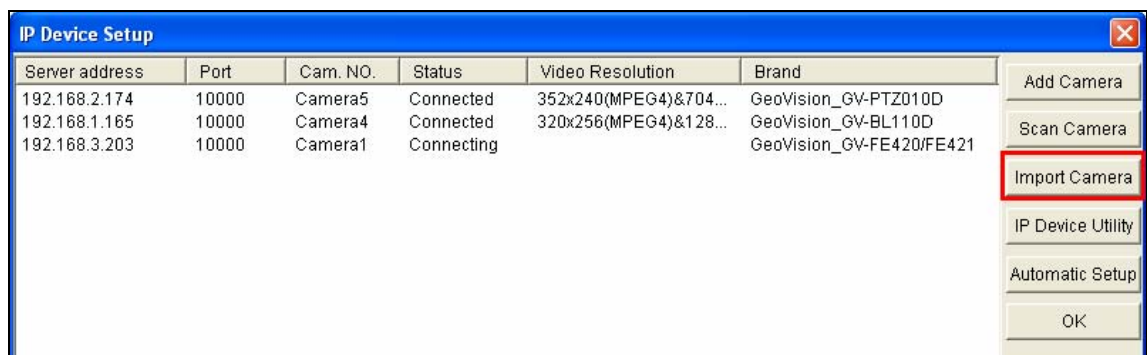 IP Device Setup
Server address Port Cam. NO. Status Video Resolution Brand
192.168.2.174 10000 Camera5 Connected 352x240(MPEG4)&704... GeoVision_GV-PTZ010D
192.168.1.165 10000 Camera4 Connected 320x256(MPEG4)&128... GeoVision_GV-BL110D
192.168.3.203 10000 Camera1 Connecting GeoVision_GV-FE420/FE421
Add Camera
Scan Camera
Import Camera
IP Device Utility
Automatic Setup
OK